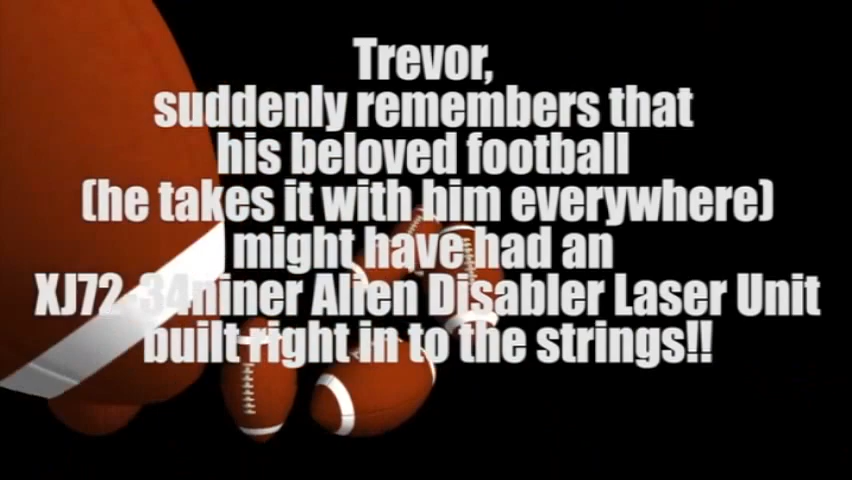 Trevor,
suddenly remembers that
his beloved football
(he takes it with him everywhere)
might have had an
XJ72-34niner Alien Disabler Laser Unit
built right in to the strings!!